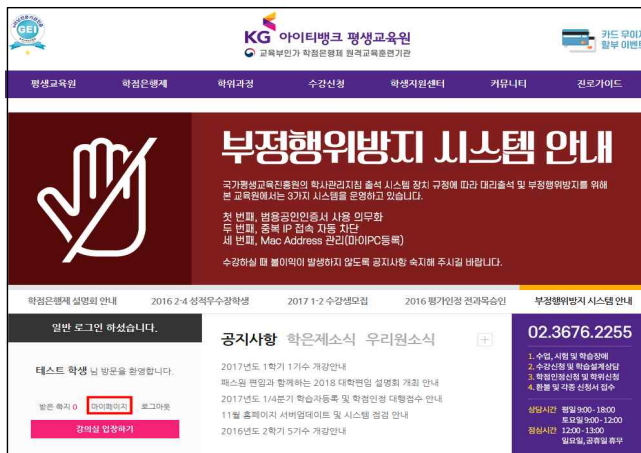 GEI
KG 아이티뱅크 평생교육원
교육부인가 학점은행제 원격교육훈련기관
카드 무이자
할부 이벤트
평생교육원 학점은행제 학위과정 수강신청 학생지원센터 커뮤니티 진로가이드
부정행위방지 시스템 안내
국가평생교육진흥원의 학사관리지침 출석 시스템 장치 규정에 따라 대리출석 및 부정행위방지를 위해
본 교육원에서는 3가지 시스템을 운영하고 있습니다.
첫 번째, 범용공인인증서 사용 의무화
두 번째, 중복 IP 접속 자동 차단
세 번째, Mac Address 관리(마이PC등록)
수강하실 때 불이익이 발생하지 않도록 공지사항 숙지해 주시길 바랍니다.
학점은행제 설명회 안내 2016 2-4 성적우수장학생 2017 1-2 수강생모집 2016 평가인정 전과목승인 부정행위방지 시스템 안내
일반 로그인 하셨습니다.
테스트 학생 님 방문을 환영합니다.
받은 쪽지 0 마이페이지 로그아웃
강의실 입장하기
공지사항 학은제소식 우리원소식
2017년도 1학기 1기수 개강안내
패스원 편입과 함께하는 2018 대학편입 설명회 개최 안내
2017년도 1/4분기 학습자등록 및 학점인정 대행접수 안내
11월 홈페이지 서버업데이트 및 시스템 점검 안내
2016년도 2학기 5기수 개강안내
02.3676.2255
1. 수업, 시험 및 학습장애
2. 수강신청 및 학습설계상담
3. 학점인정신청 및 학위신청
4. 환불 및 각종 신청서 접수
상담시간 평일 9:00 - 18:00
토요일 9:00 - 12:00
점심시간 12:00 - 13:00
일요일, 공휴일 휴무